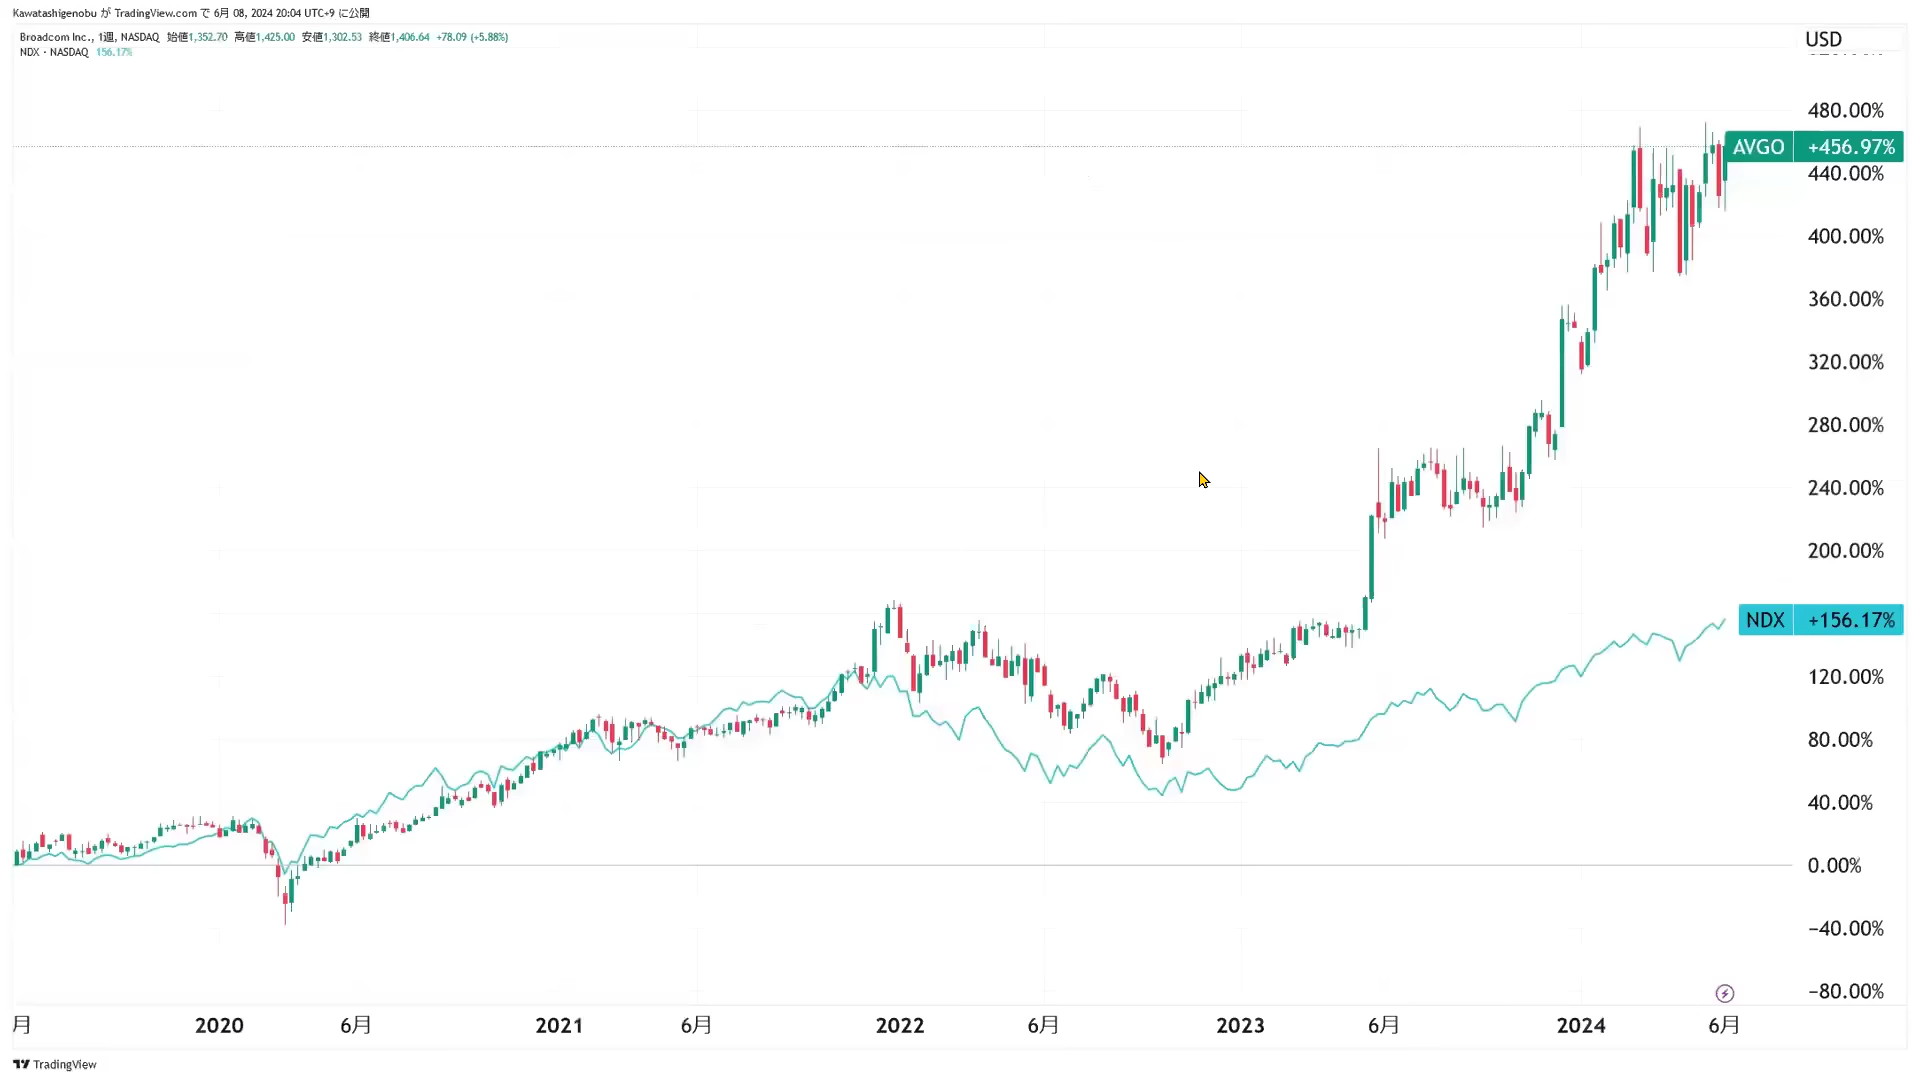 Kawatashigenobu が TradingView.com で 6月 08, 2024 20:04 UTC+9 に公開
Broadcom Inc., 1週, NASDAQ 始値1,352.70 高値1,425.00 安値1,302.53 終値1,406.64 +78.09 (+5.88%)
NDX · NASDAQ 156.17%
USD
480.00%
AVGO +456.97%
440.00%
400.00%
360.00%
320.00%
280.00%
240.00%
200.00%
NDX +156.17%
120.00%
80.00%
40.00%
0.00%
−40.00%
−80.00%
月 2020 6月 2021 6月 2022 6月 2023 6月 2024 6月
TradingView